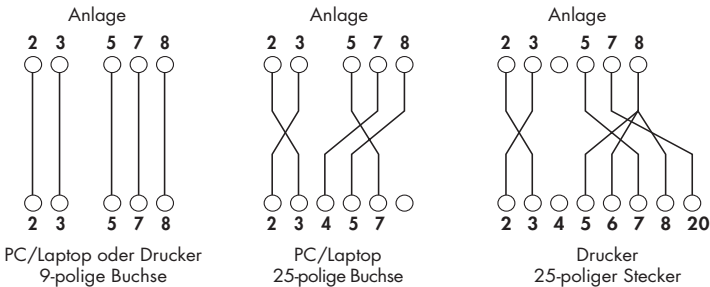 Anlage
2 3 5 7 8
2 3 5 7 8
PC/Laptop oder Drucker
9-polige Buchse
Anlage
2 3 5 7 8
2 3 4 5 7
PC/Laptop
25-polige Buchse
Anlage
2 3 5 7 8
2 3 4 5 6 7 8 20
Drucker
25-poliger Stecker